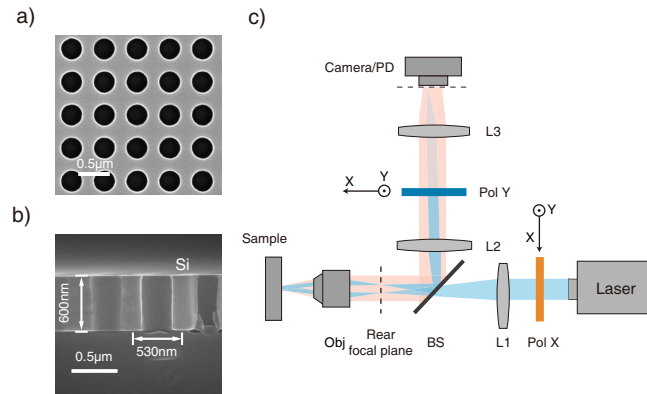 a)
0.5μm
b)
Si
600nm
530nm
0.5μm
c)
Camera/PD
L3
X
Y
Pol Y
L2
Y
X
Sample
Laser
Obj
Rear
focal plane
BS
L1
Pol X